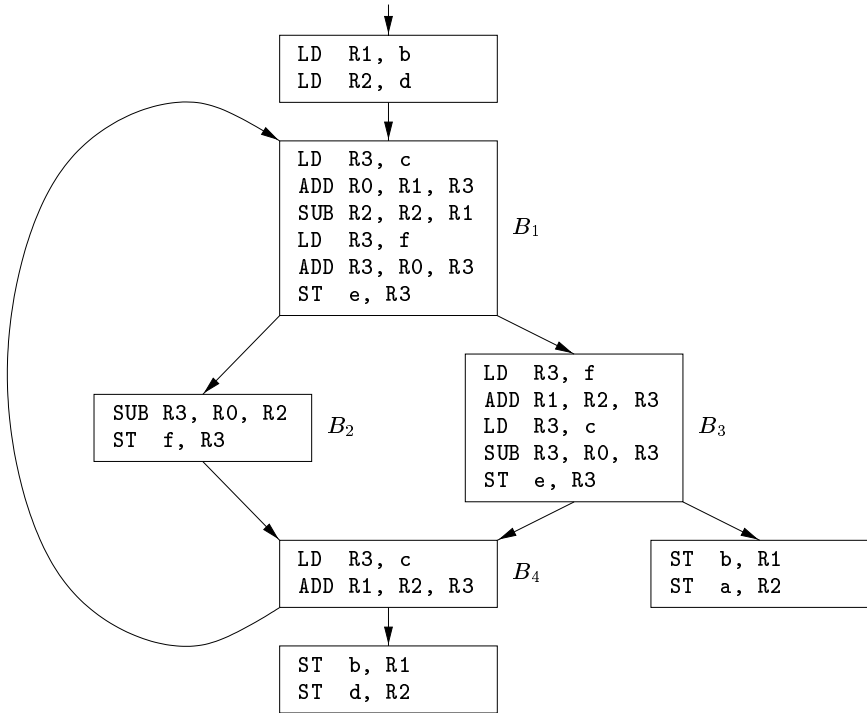 LD R1, b
LD R2, d
LD R3, c
ADD R0, R1, R3
SUB R2, R2, R1
LD R3, f
ADD R3, R0, R3
ST e, R3
B₁
SUB R3, R0, R2
ST f, R3
B₂
LD R3, f
ADD R1, R2, R3
LD R3, c
SUB R3, R0, R3
ST e, R3
B₃
LD R3, c
ADD R1, R2, R3
B₄
ST b, R1
ST a, R2
ST b, R1
ST d, R2